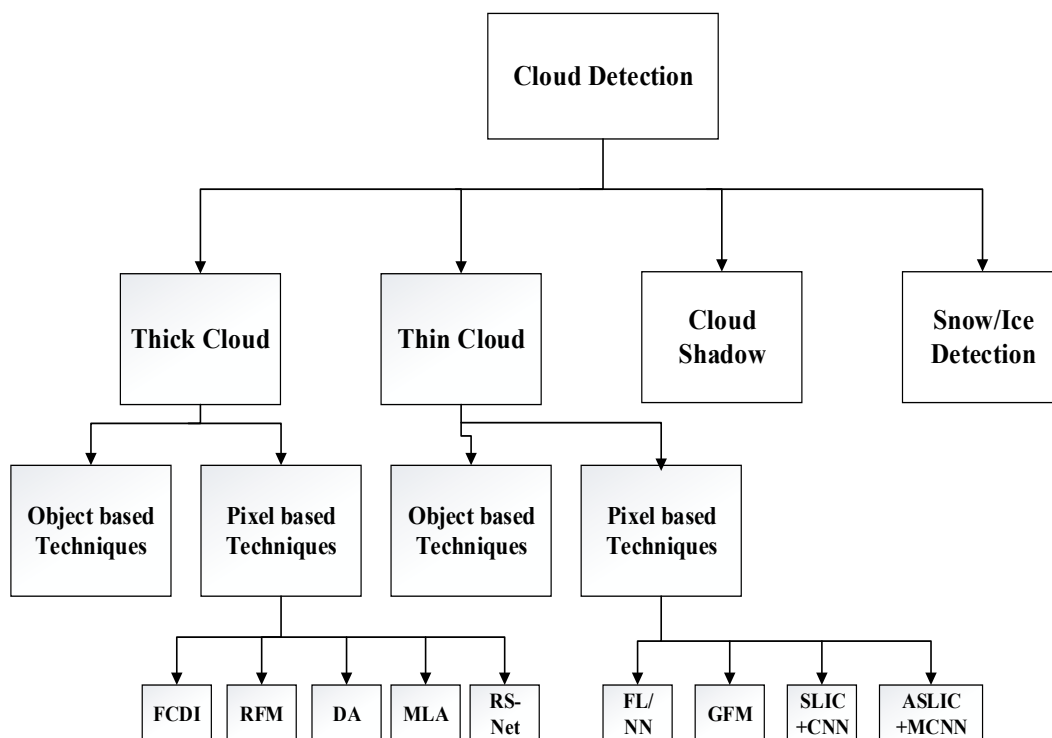 Cloud Detection
Thick Cloud
Thin Cloud
Cloud
Shadow
Snow/Ice
Detection
Object based
Techniques
Pixel based
Techniques
Object based
Techniques
Pixel based
Techniques
FCDI
RFM
DA
MLA
RS-
Net
FL/
NN
GFM
SLIC
+CNN
ASLIC
+MCNN